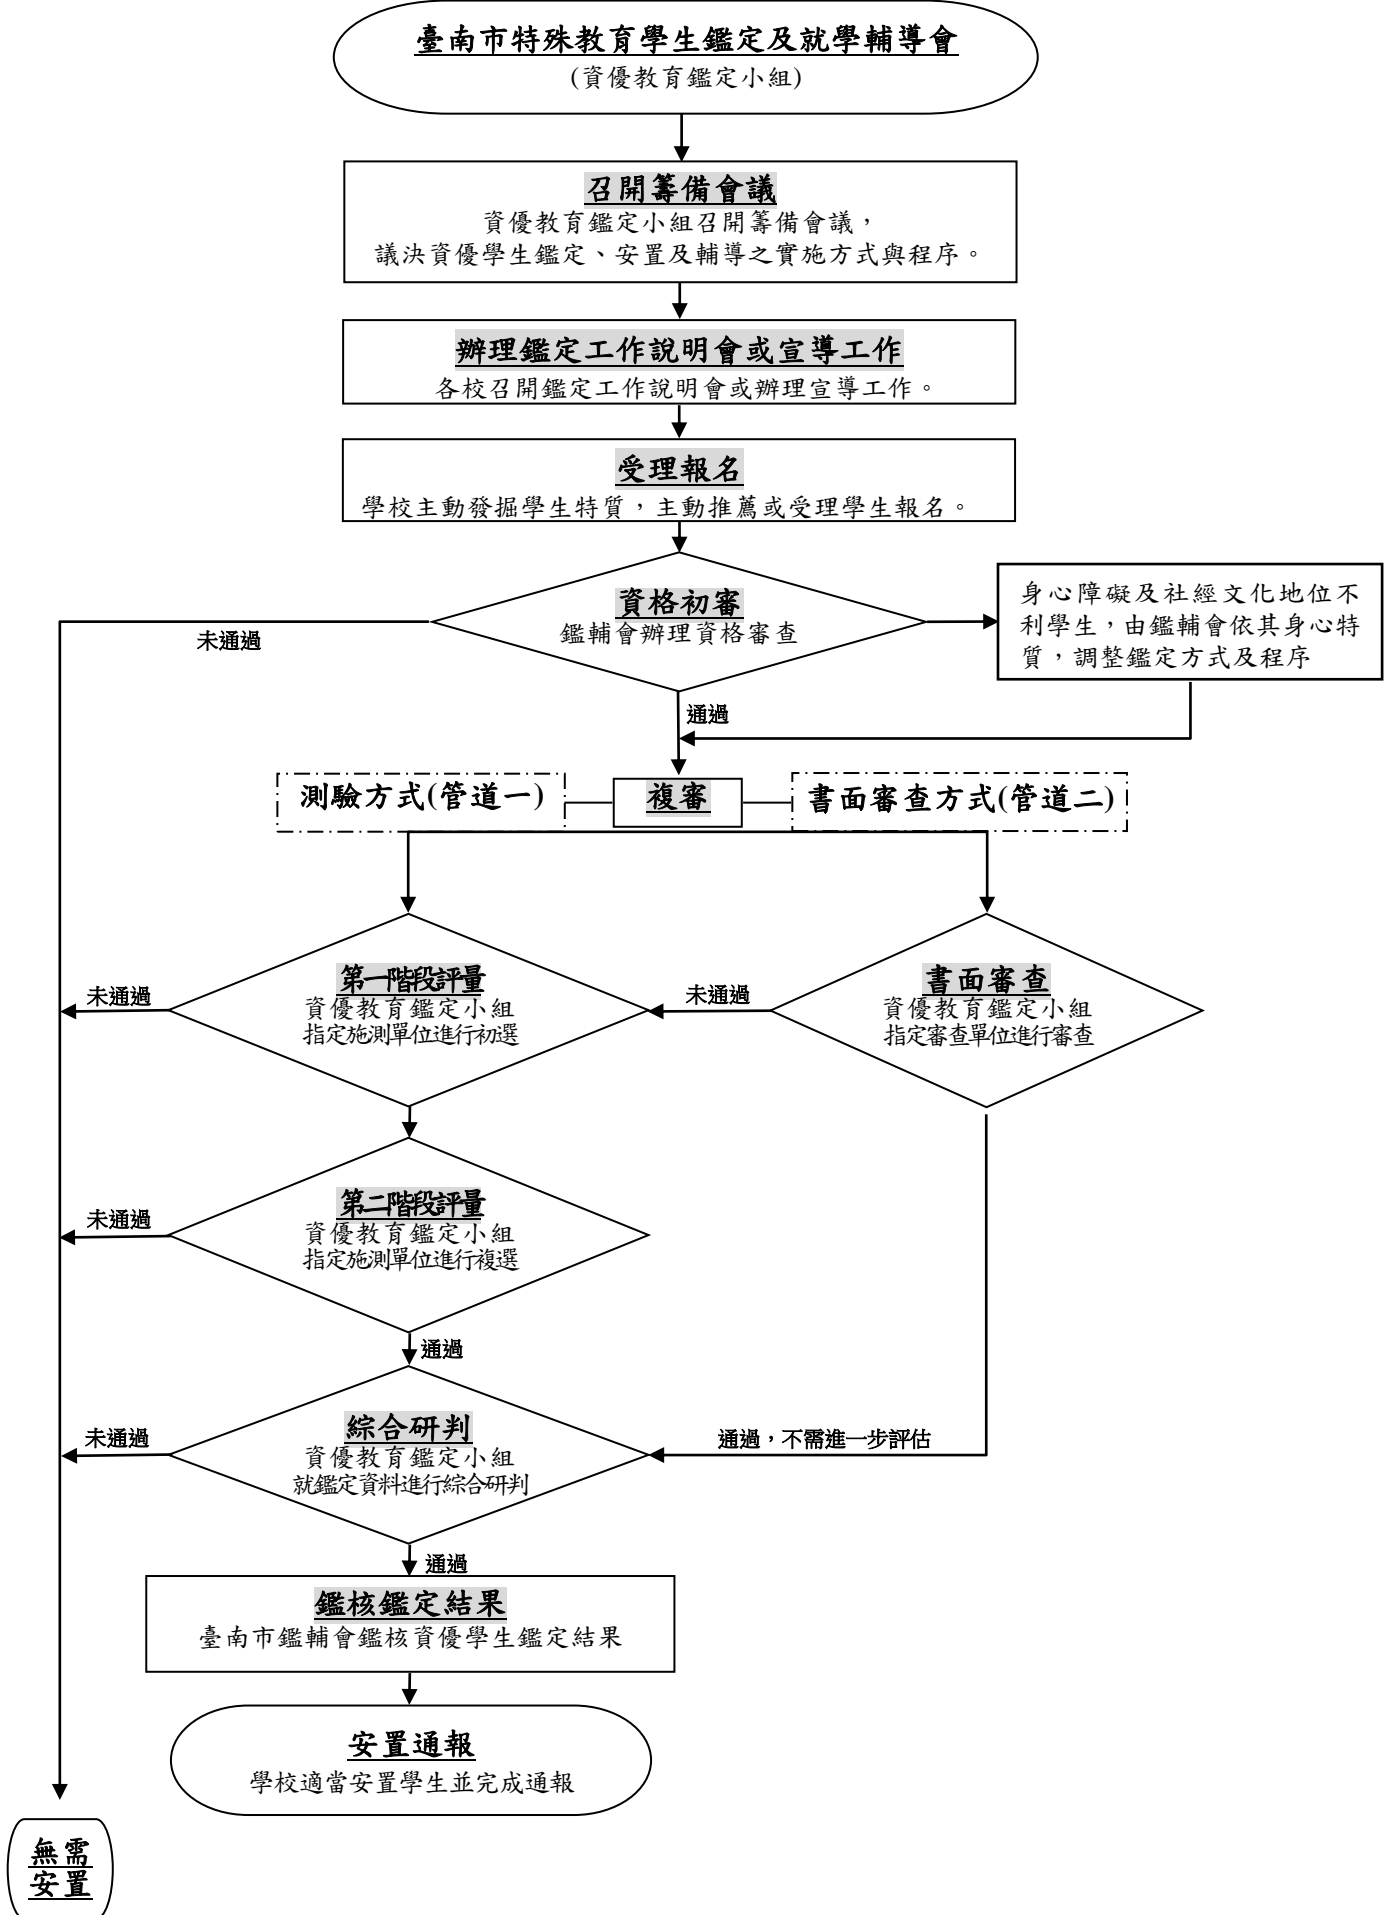 臺南市特殊教育學生鑑定及就學輔導會
(資優教育鑑定小組)
召開籌備會議
資優教育鑑定小組召開籌備會議，
議決資優學生鑑定、安置及輔導之實施方式與程序。
辦理鑑定工作說明會或宣導工作
各校召開鑑定工作說明會或辦理宣導工作。
受理報名
學校主動發掘學生特質，主動推薦或受理學生報名。
資格初審
鑑輔會辦理資格審查
身心障礙及社經文化地位不
利學生，由鑑輔會依其身心特
質，調整鑑定方式及程序
未通過
通過
測驗方式(管道一)
複審
書面審查方式(管道二)
第一階段評量
資優教育鑑定小組
指定施測單位進行初選
未通過
未通過
書面審查
資優教育鑑定小組
指定審查單位進行審查
第二階段評量
資優教育鑑定小組
指定施測單位進行複選
未通過
通過
綜合研判
資優教育鑑定小組
就鑑定資料進行綜合研判
未通過
通過，不需進一步評估
通過
鑑核鑑定結果
臺南市鑑輔會鑑核資優學生鑑定結果
安置通報
學校適當安置學生並完成通報
無需
安置